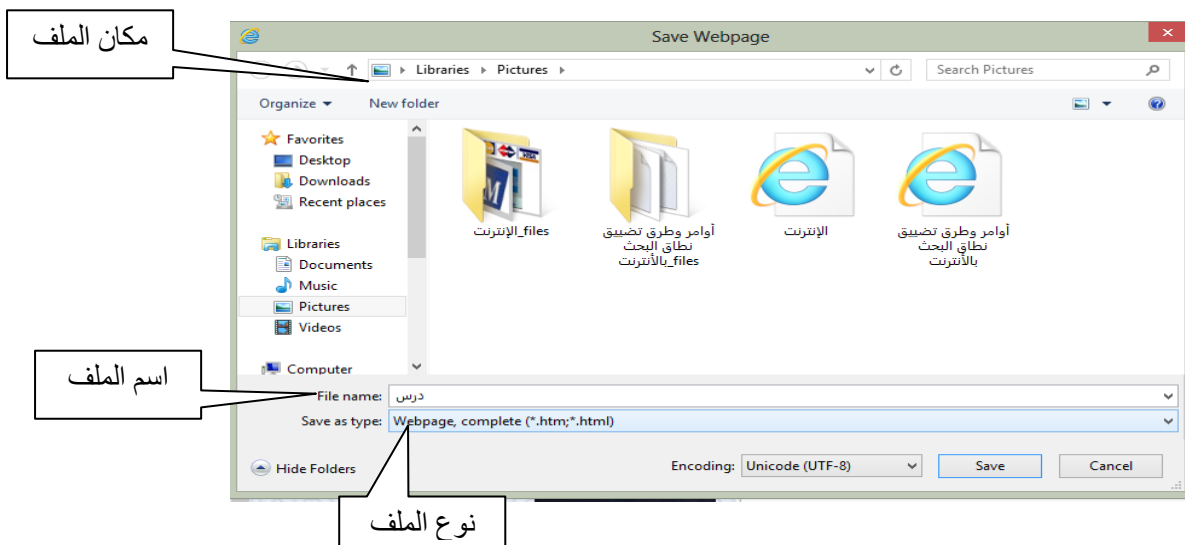 مكان الملف
Save Webpage
Libraries Pictures
Search Pictures
Organize
New folder
Favorites
Desktop
Downloads
Recent places
Libraries
Documents
Music
Pictures
Videos
Computer
الإنترنت_files
أوامر وطرق تضييق
نطاق البحث
بالأنترنت_files
الإنترنت
أوامر وطرق تضييق
نطاق البحث
بالأنترنت
اسم الملف
File name: درس
Save as type: Webpage, complete (*.htm;*.html)
Hide Folders
Encoding: Unicode (UTF-8)
Save
Cancel
نوع الملف